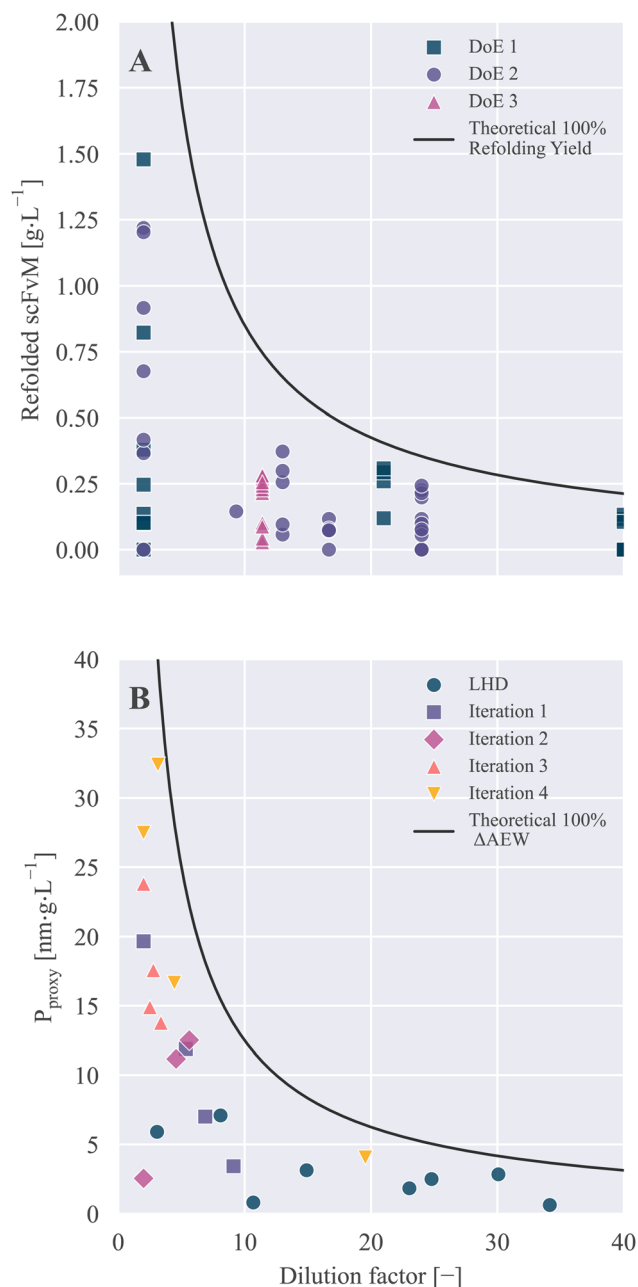 2.00
1.75
1.50
1.25
1.00
0.75
0.50
0.25
0.00
Refolded scFvM [g·L⁻¹]
A
DoE 1
DoE 2
DoE 3
Theoretical 100%
Refolding Yield
40
35
30
25
20
15
10
5
0
P_proxy [nm·g·L⁻¹]
B
LHD
Iteration 1
Iteration 2
Iteration 3
Iteration 4
Theoretical 100%
ΔAEW
0 10 20 30 40
Dilution factor [−]